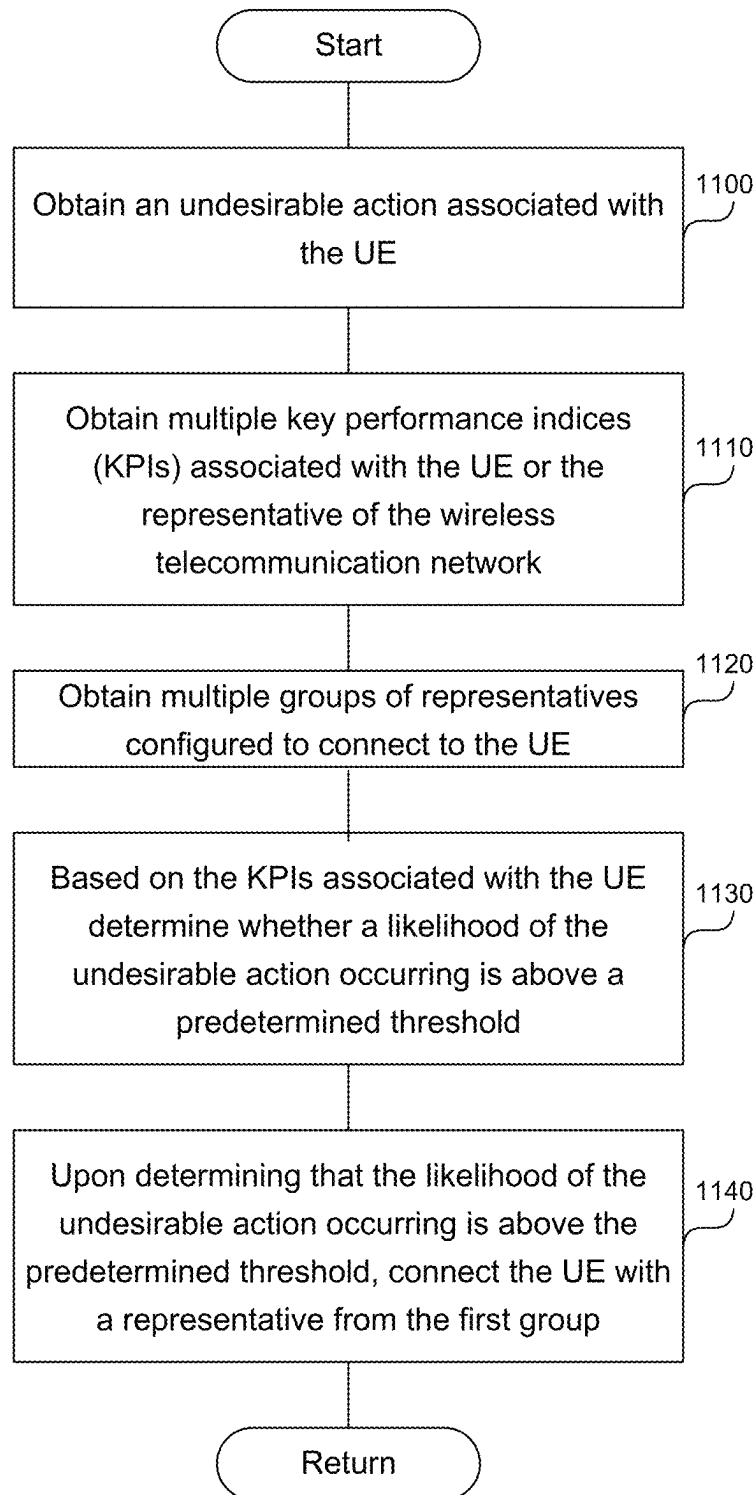 Start
Obtain an undesirable action associated with
the UE
1100
Obtain multiple key performance indices
(KPIs) associated with the UE or the
representative of the wireless
telecommunication network
1110
Obtain multiple groups of representatives
configured to connect to the UE
1120
Based on the KPIs associated with the UE
determine whether a likelihood of the
undesirable action occurring is above a
predetermined threshold
1130
Upon determining that the likelihood of the
undesirable action occurring is above the
predetermined threshold, connect the UE with
a representative from the first group
1140
Return